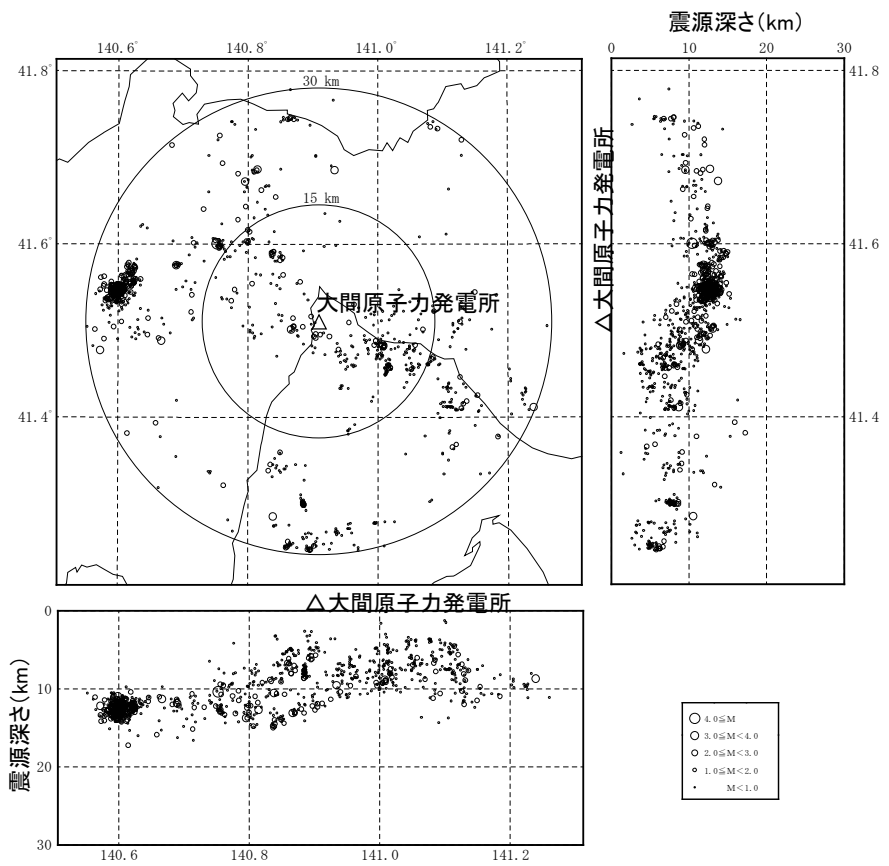 震源深さ(km)
140.6°
140.8°
141.0°
141.2°
0
10
20
30
41.8°
30 km
41.8
15 km
41.6°
41.6
大間原子力発電所
△
△大間原子力発電所
41.4°
41.4
△大間原子力発電所
震源深さ(km)
0
10
20
30
140.6
140.8
141.0
141.2
4.0≦M
3.0≦M<4.0
2.0≦M<3.0
1.0≦M<2.0
M<1.0